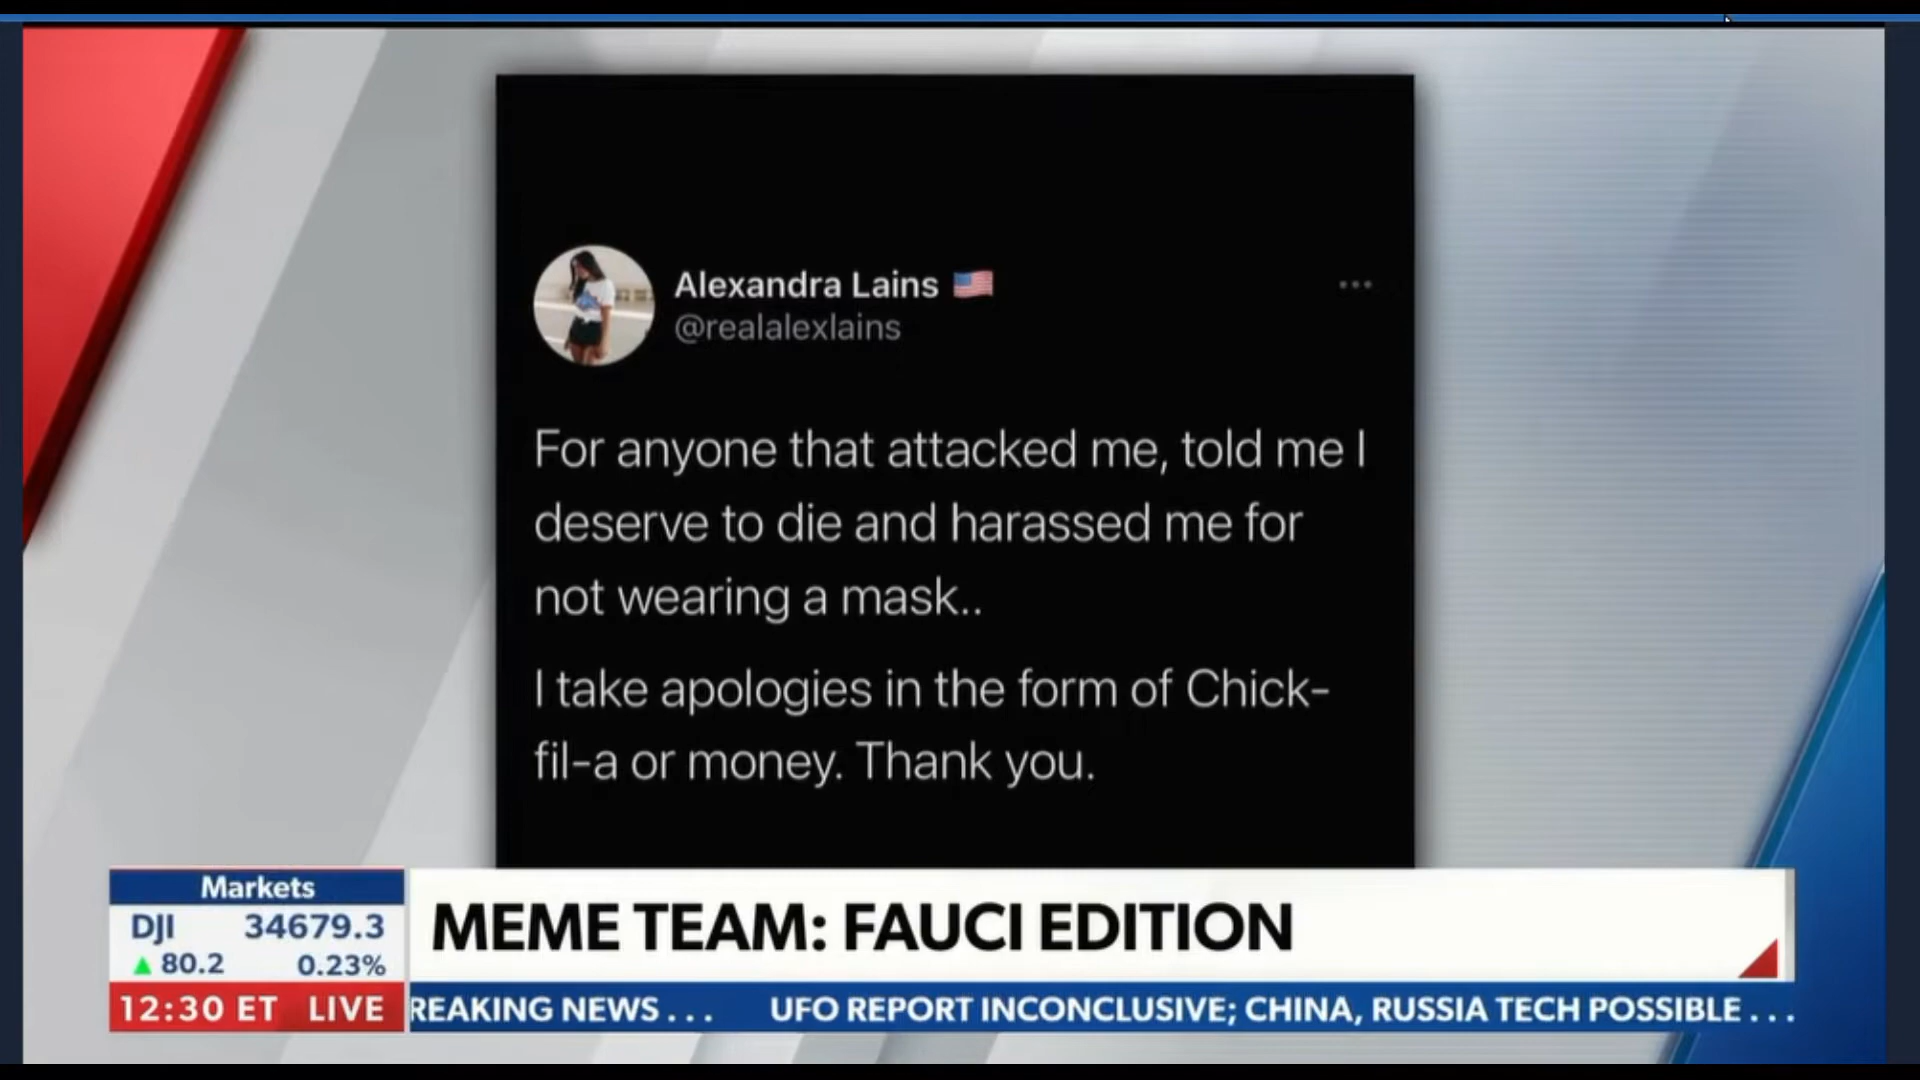 Alexandra Lains 🇺🇸
@realalexlains
For anyone that attacked me, told me I
deserve to die and harassed me for
not wearing a mask..
I take apologies in the form of Chick-
fil-a or money. Thank you.
Markets
DJI 34679.3
▲ 80.2 0.23%
12:30 ET LIVE
MEME TEAM: FAUCI EDITION
REAKING NEWS . . . UFO REPORT INCONCLUSIVE; CHINA, RUSSIA TECH POSSIBLE . . .